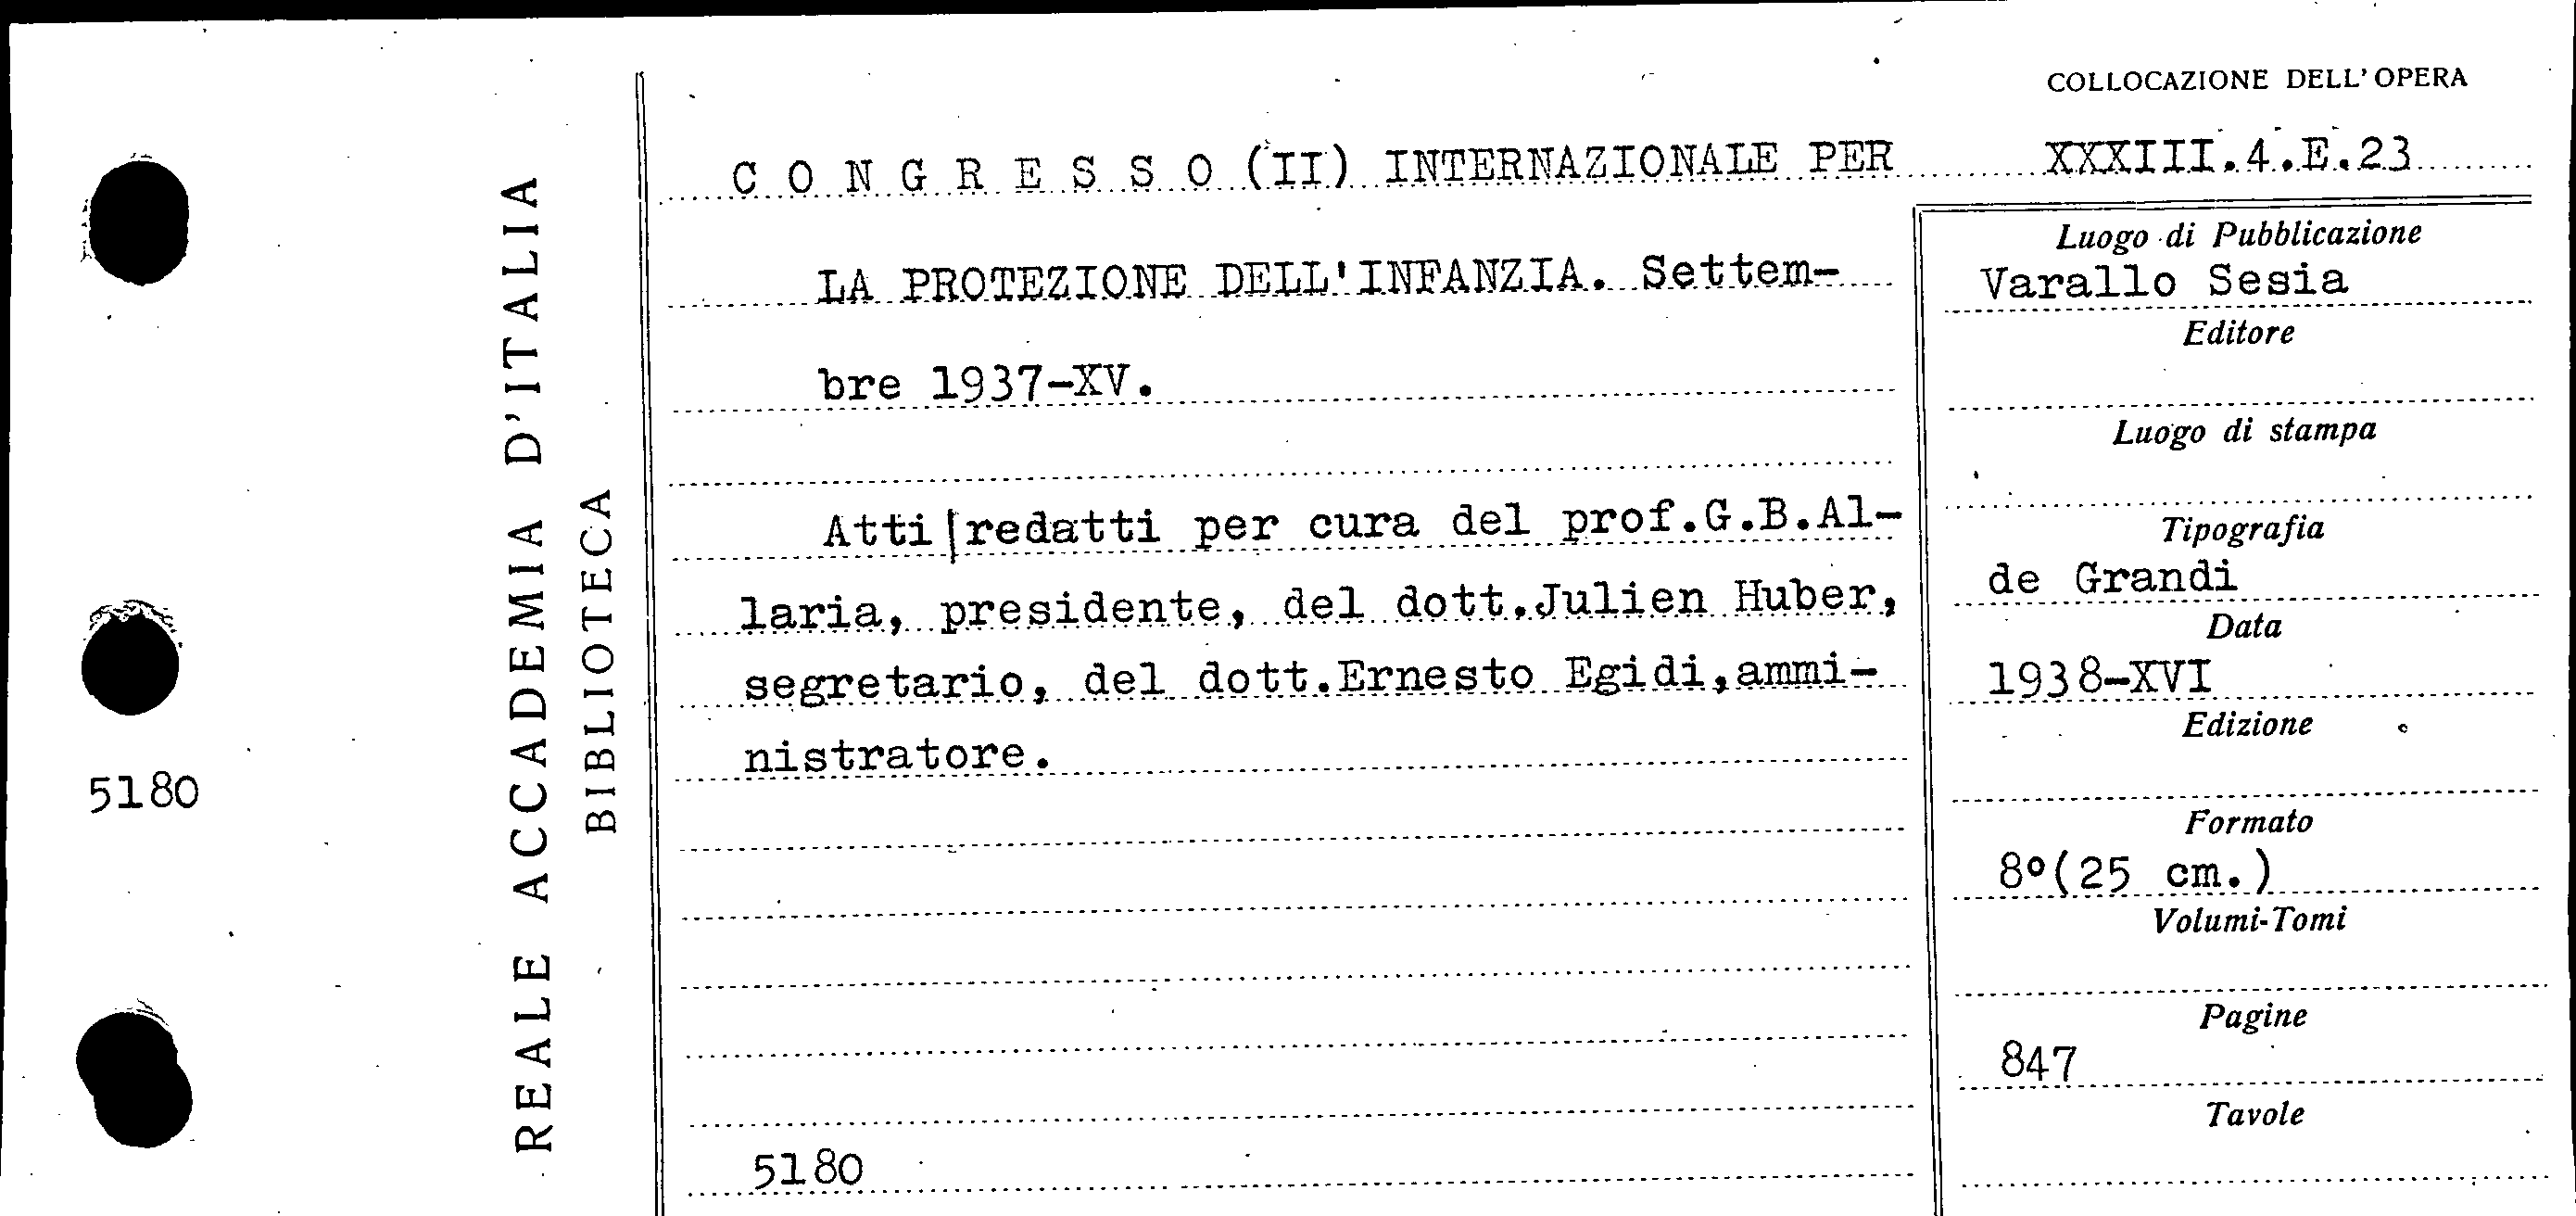 COLLOCAZIONE DELL'OPERA
CONGRESSO (II) INTERNAZIONALE PER
XXXIII.4.E.23
LA PROTEZIONE DELL'INFANZIA. Settem-
bre 1937-XV.
Atti|redatti per cura del prof.G.B.Al-
laria, presidente, del dott.Julien Huber,
segretario, del dott.Ernesto Egidi,ammi-
nistratore.
5180
Luogo di Pubblicazione
Varallo Sesia
Editore
Luogo di stampa
Tipografia
de Grandi
Data
1938-XVI
Edizione
Formato
8º(25 cm.)
Volumi-Tomi
Pagine
847
Tavole
REALE ACCADEMIA D'ITALIA
BIBLIOTECA
5180